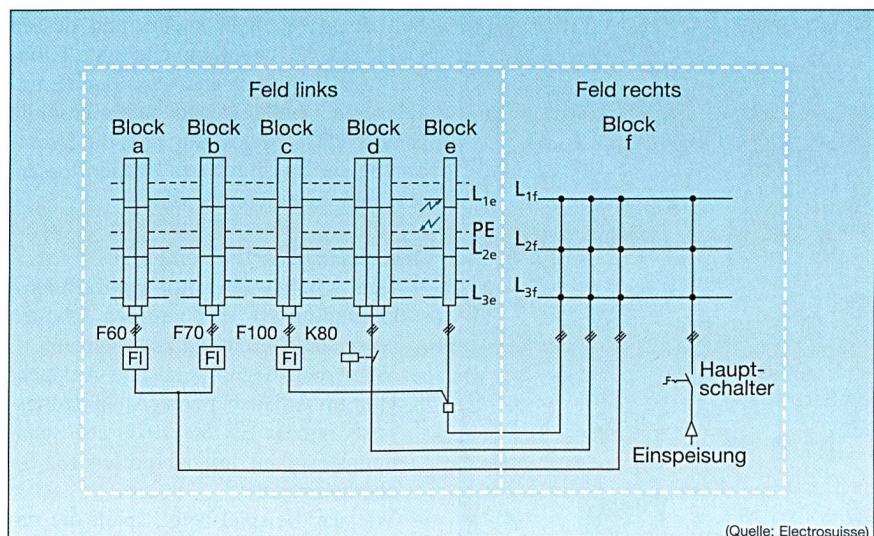 Feld links
Feld rechts
Block
a
Block
b
Block
c
Block
d
Block
e
Block
f
L1e
PE
L2e
L3e
L1f
L2f
L3f
F60
F70
F100
K80
FI
FI
FI
Haupt-
schalter
Einspeisung
(Quelle: Electrosuisse)